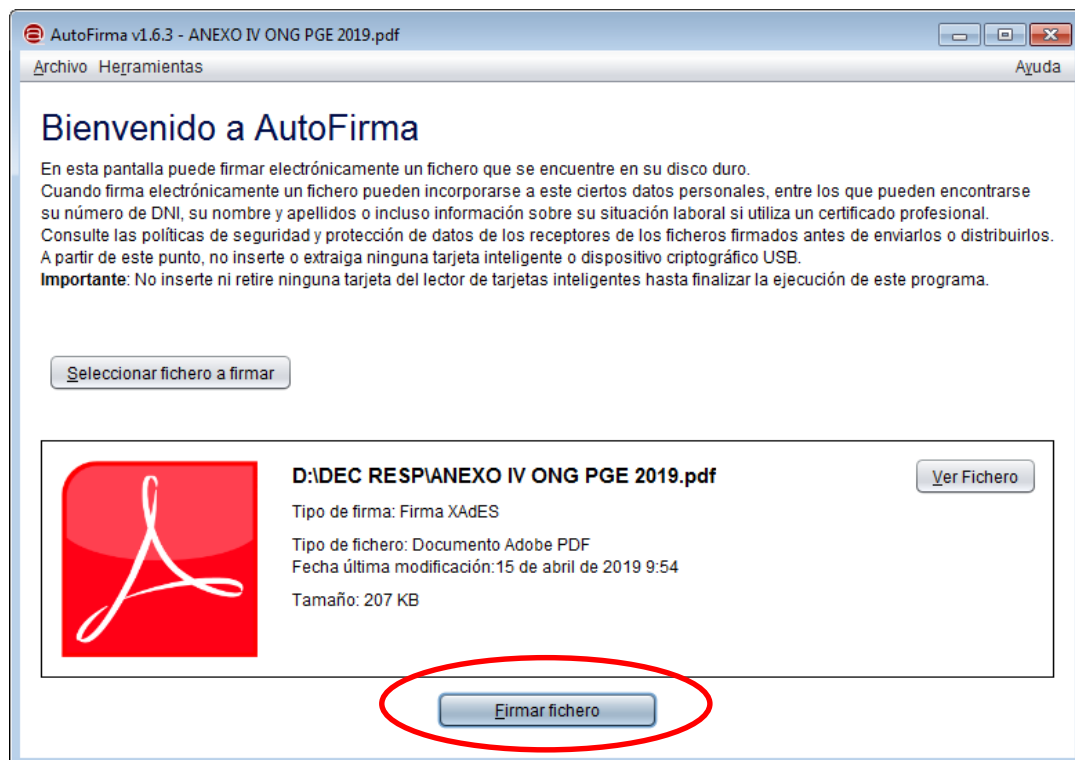 AutoFirma v1.6.3 - ANEXO IV ONG PGE 2019.pdf
Archivo Herramientas Ayuda
Bienvenido a AutoFirma
En esta pantalla puede firmar electrónicamente un fichero que se encuentre en su disco duro.
Cuando firma electrónicamente un fichero pueden incorporarse a este ciertos datos personales, entre los que pueden encontrarse
su número de DNI, su nombre y apellidos o incluso información sobre su situación laboral si utiliza un certificado profesional.
Consulte las políticas de seguridad y protección de datos de los receptores de los ficheros firmados antes de enviarlos o distribuirlos.
A partir de este punto, no inserte o extraiga ninguna tarjeta inteligente o dispositivo criptográfico USB.
Importante: No inserte ni retire ninguna tarjeta del lector de tarjetas inteligentes hasta finalizar la ejecución de este programa.
Seleccionar fichero a firmar
D:\DEC RESP\ANEXO IV ONG PGE 2019.pdf
Ver Fichero
Tipo de firma: Firma XAdES
Tipo de fichero: Documento Adobe PDF
Fecha última modificación:15 de abril de 2019 9:54
Tamaño: 207 KB
Firmar fichero